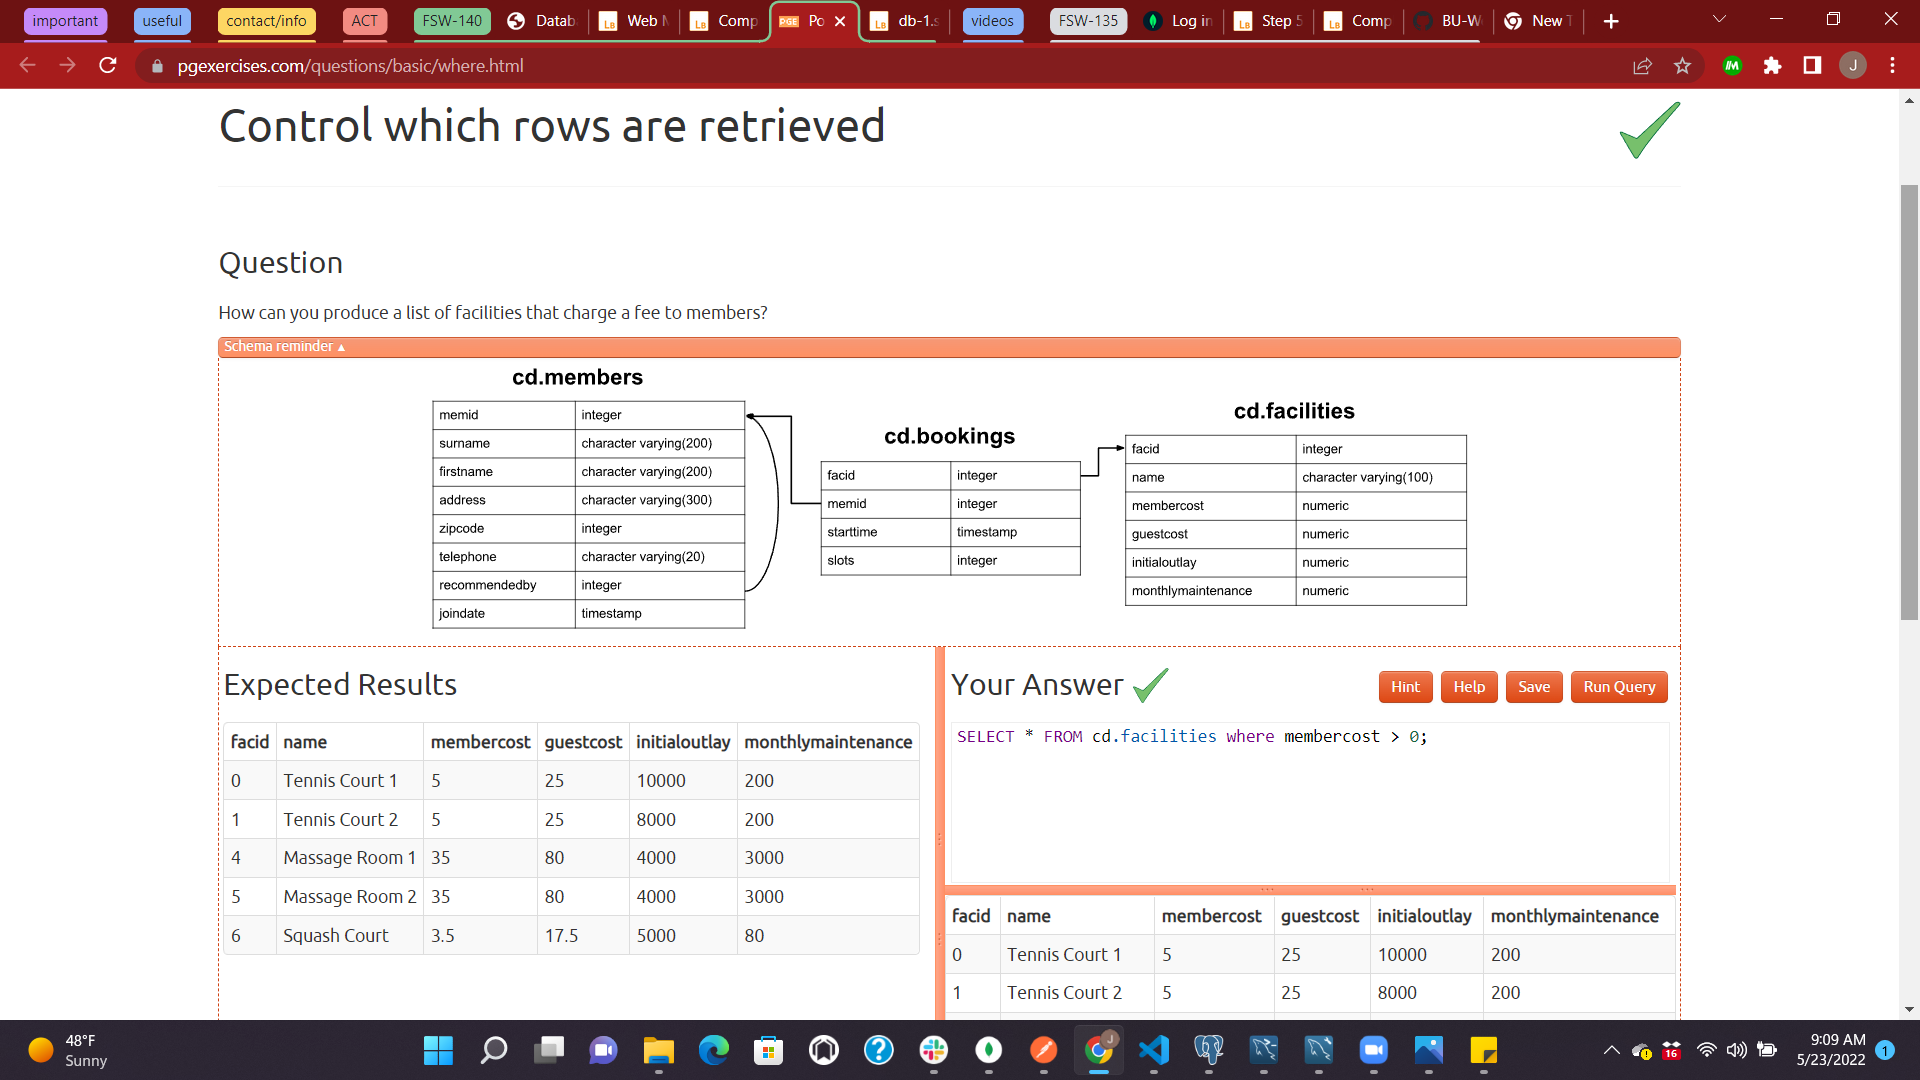 important useful contact/info ACT FSW-140 Datab Web Comp Po db-1.s videos FSW-135 Log in Step 5 Comp BU-W New T
pgexercises.com/questions/basic/where.html J
Control which rows are retrieved
Question
How can you produce a list of facilities that charge a fee to members?
Schema reminder ▲
cd.members
memid integer
surname character varying(200)
firstname character varying(200)
address character varying(300)
zipcode integer
telephone character varying(20)
recommendedby integer
joindate timestamp
cd.bookings
facid integer
memid integer
starttime timestamp
slots integer
cd.facilities
facid integer
name character varying(100)
membercost numeric
guestcost numeric
initialoutlay numeric
monthlymaintenance numeric
Expected Results
facid name membercost guestcost initialoutlay monthlymaintenance
0 Tennis Court 1 5 25 10000 200
1 Tennis Court 2 5 25 8000 200
4 Massage Room 1 35 80 4000 3000
5 Massage Room 2 35 80 4000 3000
6 Squash Court 3.5 17.5 5000 80
Your Answer
Hint Help Save Run Query
SELECT * FROM cd.facilities where membercost > 0;
facid name membercost guestcost initialoutlay monthlymaintenance
0 Tennis Court 1 5 25 10000 200
1 Tennis Court 2 5 25 8000 200
48°F
Sunny
16
9:09 AM
5/23/2022
1